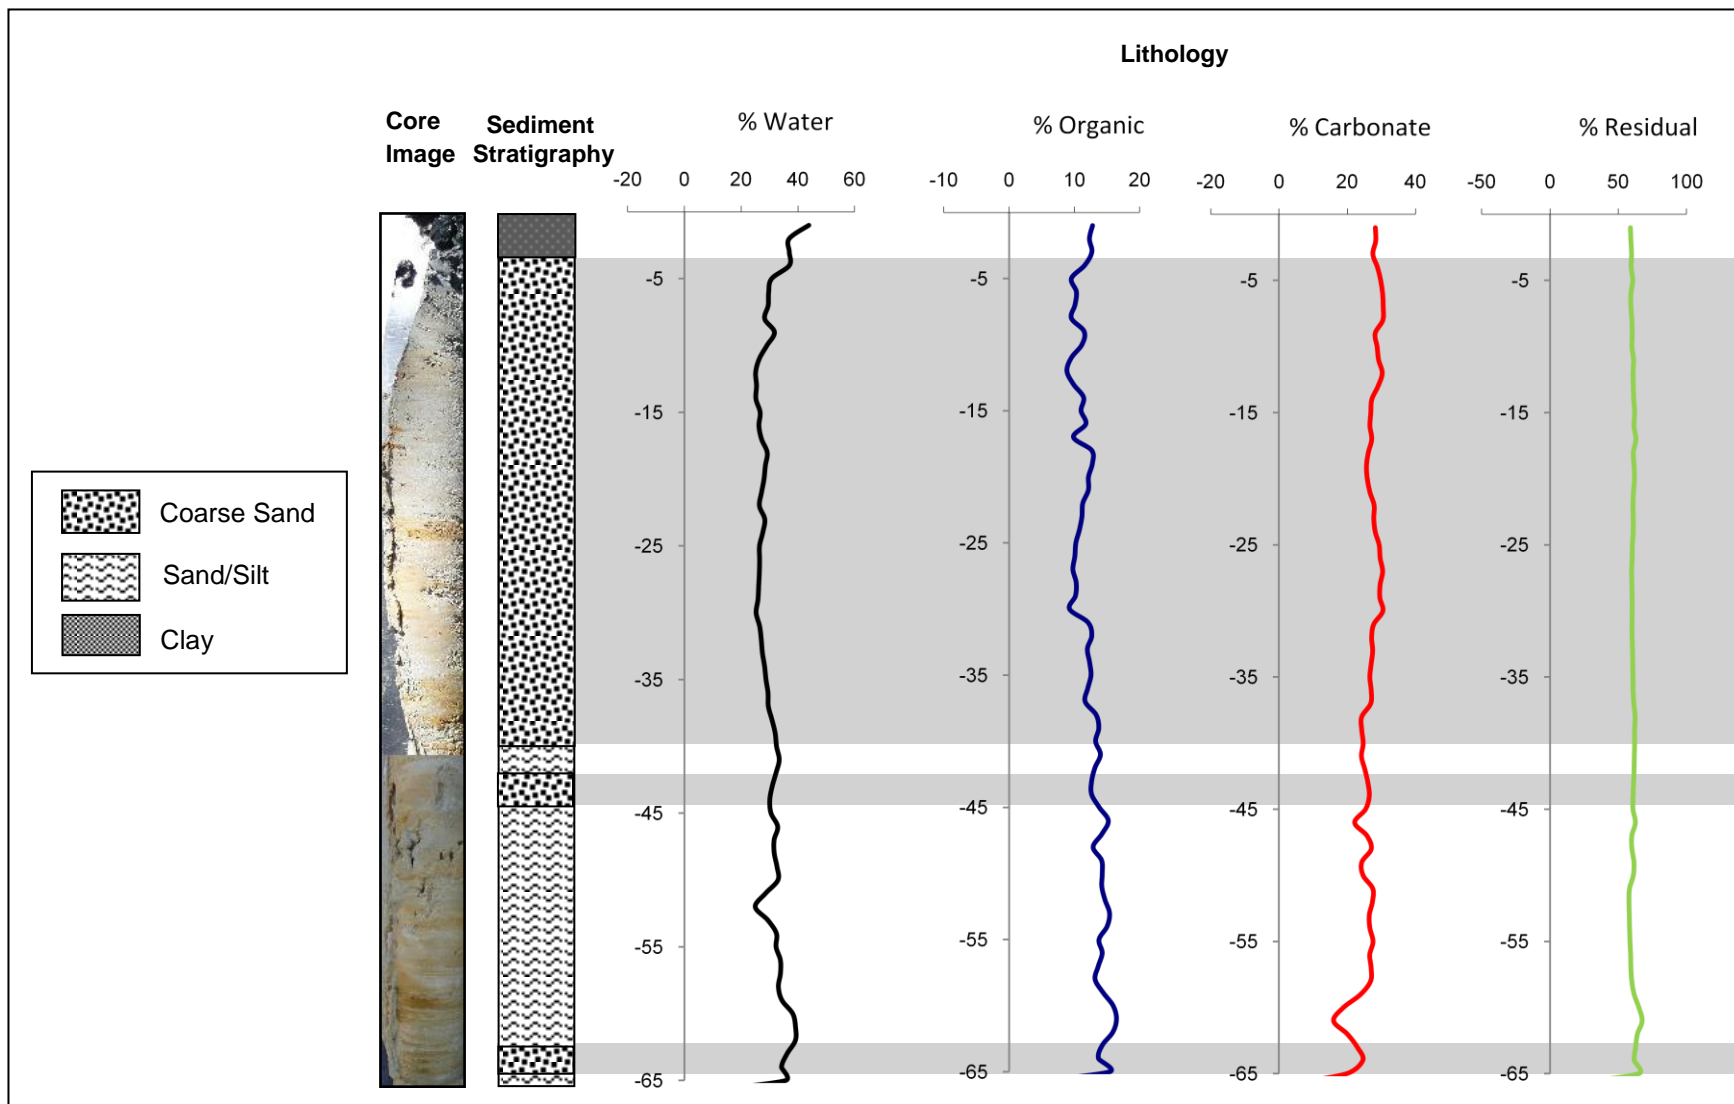 Lithology
Core
Image
Sediment
Stratigraphy
% Water
% Organic
% Carbonate
% Residual
-20 0 20 40 60
-10 0 10 20
-20 0 20 40
-50 0 50 100
-5 -5 -5 -5
-15 -15 -15 -15
-25 -25 -25 -25
-35 -35 -35 -35
-45 -45 -45 -45
-55 -55 -55 -55
-65 -65 -65 -65
Coarse Sand
Sand/Silt
Clay